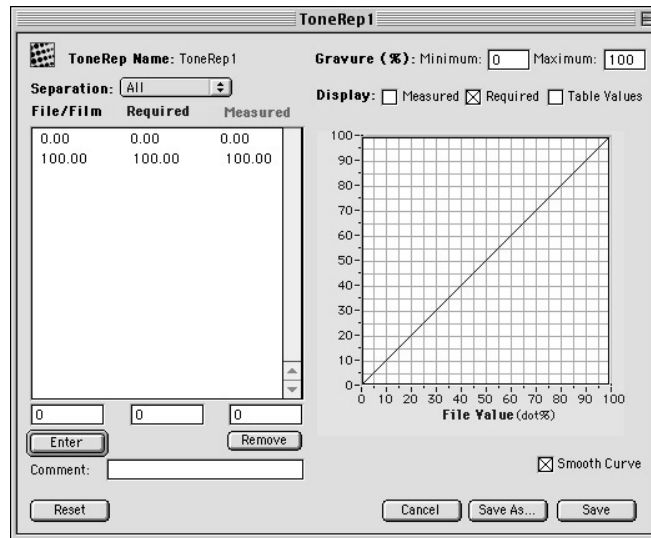 ToneRep1
ToneRep Name: ToneRep1
Gravure (%): Minimum: 0 Maximum: 100
Separation: All
Display: Measured Required Table Values
File/Film Required Measured
0.00 0.00 0.00
100.00 100.00 100.00
100
90
80
70
60
50
40
30
20
10
0
0 10 20 30 40 50 60 70 80 90 100
File Value (dot%)
0 0 0
Enter Remove
Comment:
Smooth Curve
Reset Cancel Save As... Save